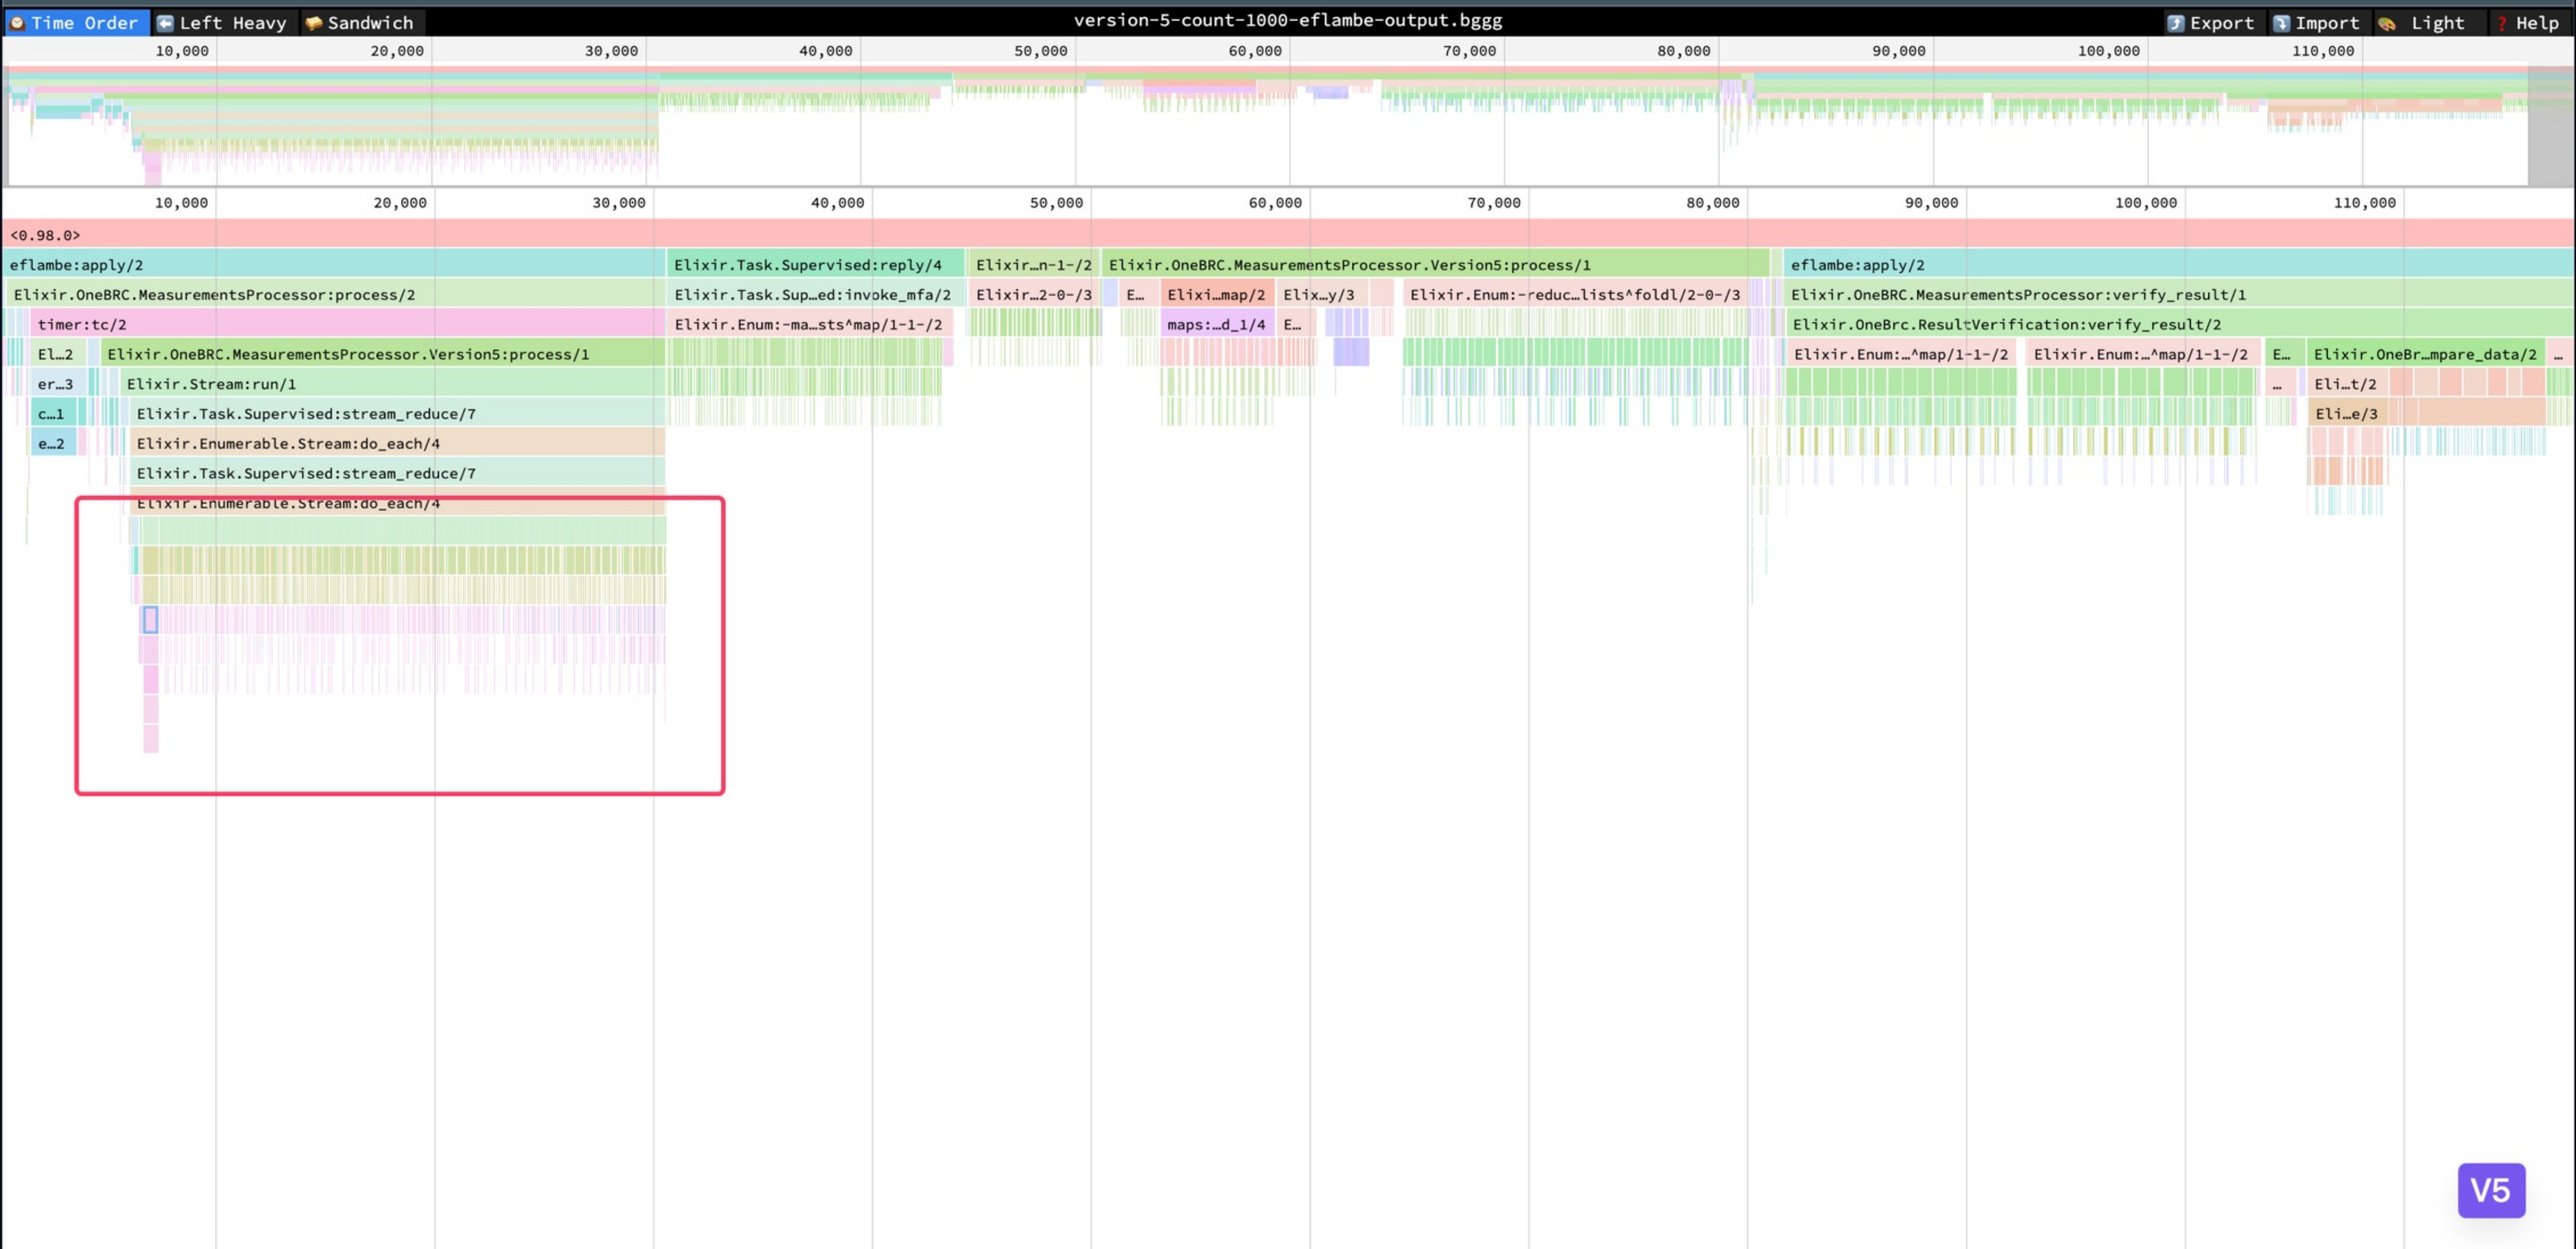 Time Order Left Heavy Sandwich version-5-count-1000-eflambe-output.bggg Export Import Light ? Help
10,000 20,000 30,000 40,000 50,000 60,000 70,000 80,000 90,000 100,000 110,000
10,000 20,000 30,000 40,000 50,000 60,000 70,000 80,000 90,000 100,000 110,000
<0.98.0>
eflambe:apply/2 Elixir.Task.Supervised:reply/4 Elixir…n-1-/2 Elixir.OneBRC.MeasurementsProcessor.Version5:process/1 eflambe:apply/2
Elixir.OneBRC.MeasurementsProcessor:process/2 Elixir.Task.Sup…ed:invoke_mfa/2 Elixir…2-0-/3 E… Elixi…map/2 Elix…y/3 Elixir.Enum:-reduc…lists^foldl/2-0-/3 Elixir.OneBRC.MeasurementsProcessor:verify_result/1
timer:tc/2 Elixir.Enum:-ma…sts^map/1-1-/2 maps:…d_1/4 E… Elixir.OneBrc.ResultVerification:verify_result/2
El…2 Elixir.OneBRC.MeasurementsProcessor.Version5:process/1 Elixir.Enum:…^map/1-1-/2 Elixir.Enum:…^map/1-1-/2 E… Elixir.OneBr…mpare_data/2 …
er…3 Elixir.Stream:run/1 … Eli…t/2
c…1 Elixir.Task.Supervised:stream_reduce/7 Eli…e/3
e…2 Elixir.Enumerable.Stream:do_each/4
Elixir.Task.Supervised:stream_reduce/7
Elixir.Enumerable.Stream:do_each/4
V5